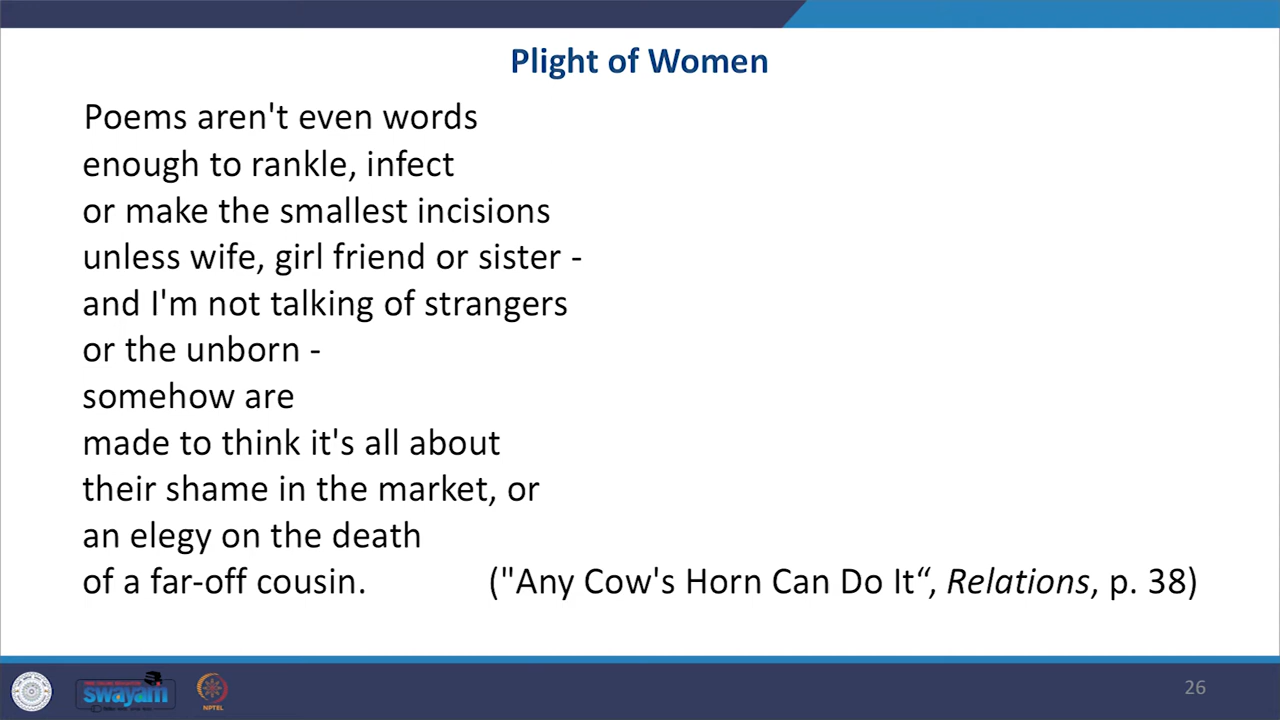 Plight of Women
Poems aren't even words
enough to rankle, infect
or make the smallest incisions
unless wife, girl friend or sister -
and I'm not talking of strangers
or the unborn -
somehow are
made to think it's all about
their shame in the market, or
an elegy on the death
of a far-off cousin. ("Any Cow's Horn Can Do It“, Relations, p. 38)
swayam
NPTEL
26